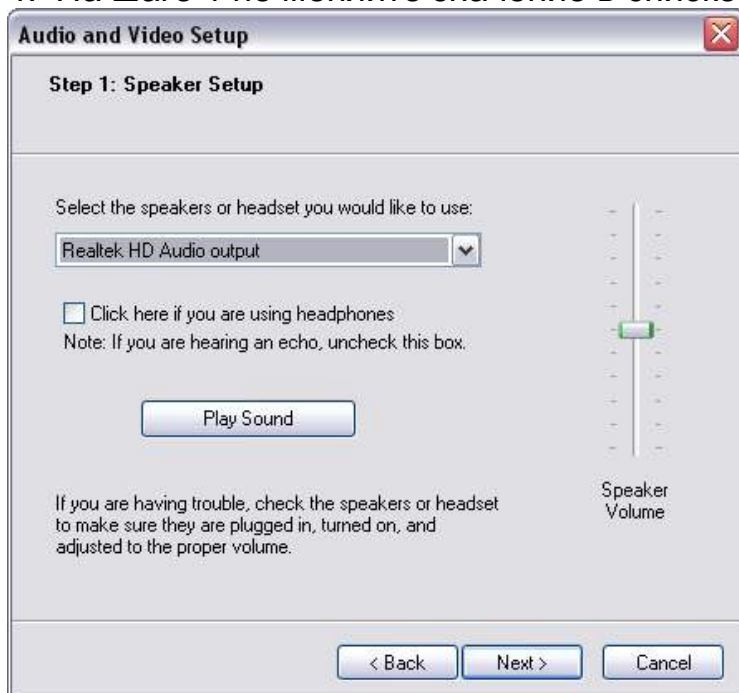 Audio and Video Setup
Step 1: Speaker Setup
Select the speakers or headset you would like to use:
Realtek HD Audio output
Click here if you are using headphones
Note: If you are hearing an echo, uncheck this box.
Play Sound
If you are having trouble, check the speakers or headset
to make sure they are plugged in, turned on, and
adjusted to the proper volume.
Speaker
Volume
< Back
Next >
Cancel